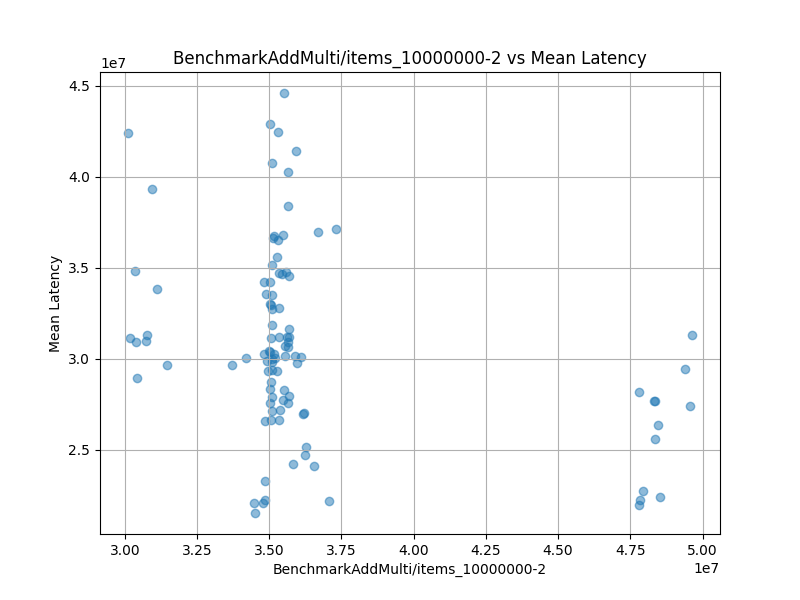 BenchmarkAddMulti/items_10000000-2 vs Mean Latency
1e7
4.5
4.0
3.5
3.0
2.5
Mean Latency
3.00 3.25 3.50 3.75 4.00 4.25 4.50 4.75 5.00
BenchmarkAddMulti/items_10000000-2
1e7